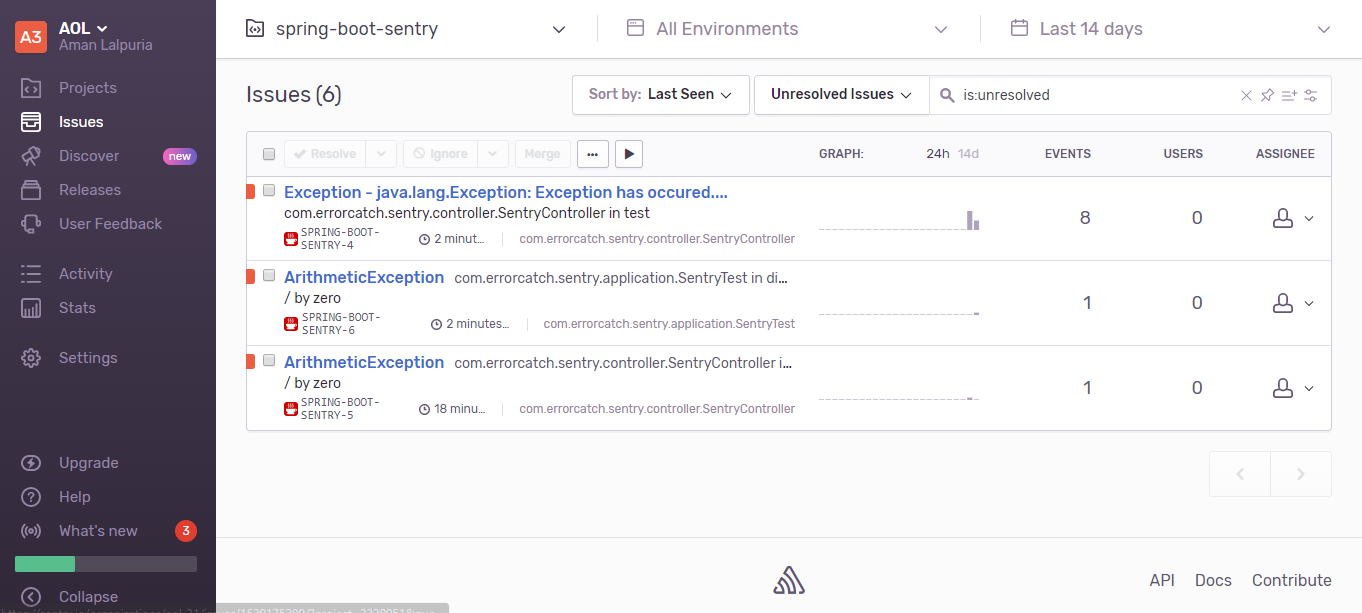 A3
AOL
Aman Lalpuria
Projects
Issues
Discover new
Releases
User Feedback
Activity
Stats
Settings
Upgrade
Help
What's new 3
Collapse
spring-boot-sentry All Environments Last 14 days
Issues (6) Sort by: Last Seen Unresolved Issues is:unresolved
Resolve Ignore Merge ... GRAPH: 24h 14d EVENTS USERS ASSIGNEE
Exception - java.lang.Exception: Exception has occured....
com.errorcatch.sentry.controller.SentryController in test
8 0
SPRING-BOOT-
SENTRY-4
2 minut... com.errorcatch.sentry.controller.SentryController
ArithmeticException com.errorcatch.sentry.application.SentryTest in di...
/ by zero
1 0
SPRING-BOOT-
SENTRY-6
2 minutes... com.errorcatch.sentry.application.SentryTest
ArithmeticException com.errorcatch.sentry.controller.SentryController i...
/ by zero
1 0
SPRING-BOOT-
SENTRY-5
18 minu... com.errorcatch.sentry.controller.SentryController
API Docs Contribute